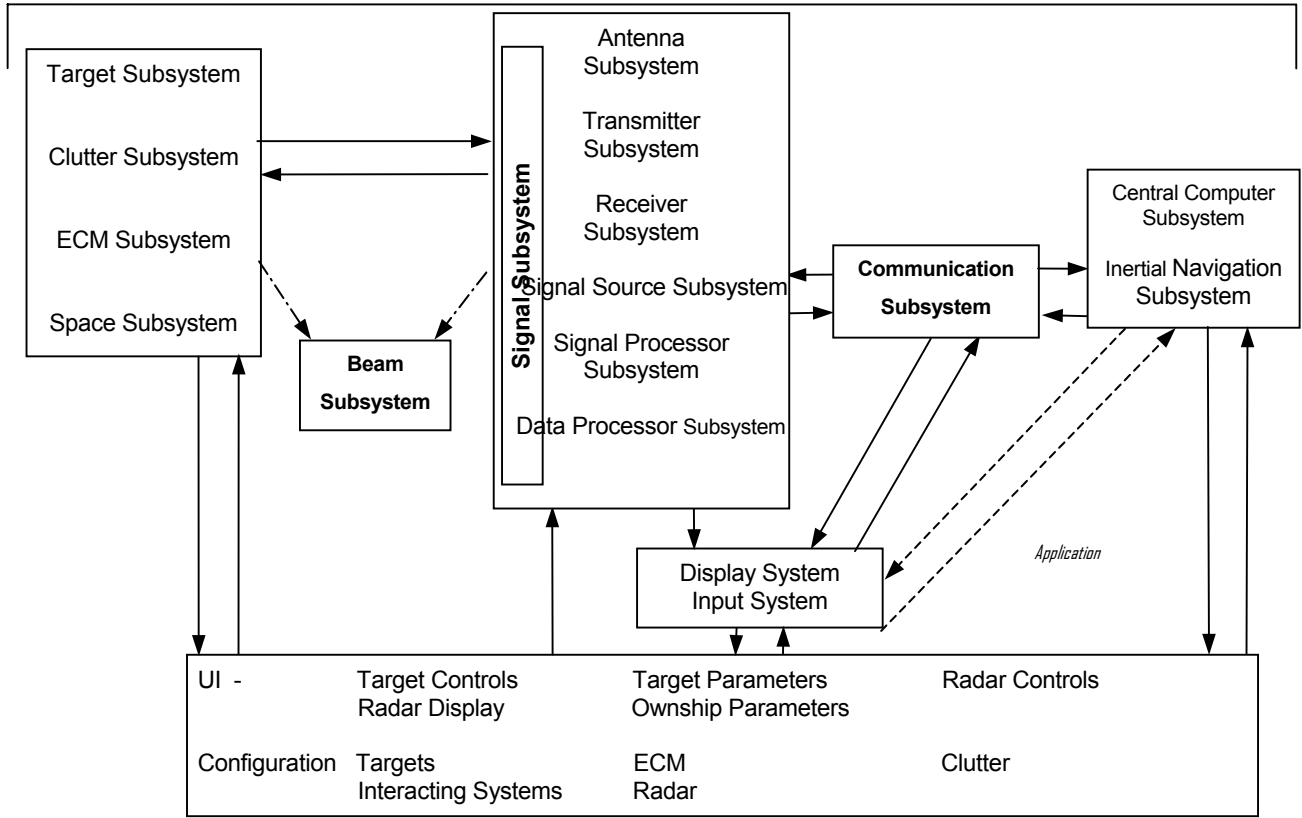 Target Subsystem
Clutter Subsystem
ECM Subsystem
Space Subsystem
Beam
Subsystem
Signal Subsystem
Antenna
Subsystem
Transmitter
Subsystem
Receiver
Subsystem
Signal Source Subsystem
Signal Processor
Subsystem
Data Processor Subsystem
Communication
Subsystem
Central Computer
Subsystem
Inertial Navigation
Subsystem
Display System
Input System
Application
UI - Target Controls Target Parameters Radar Controls
Radar Display Ownship Parameters
Configuration Targets ECM Clutter
Interacting Systems Radar